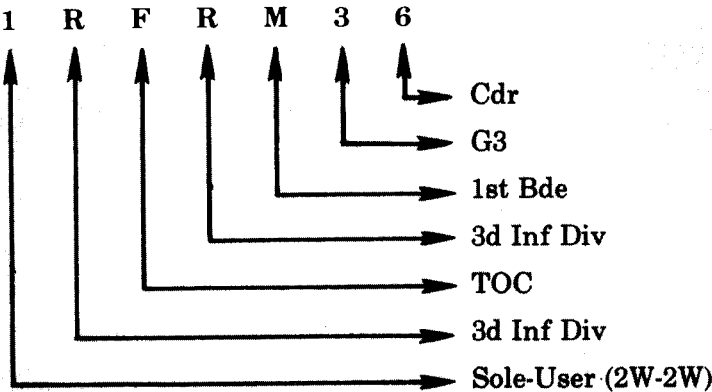 1 R F R M 3 6
Cdr
G3
1st Bde
3d Inf Div
TOC
3d Inf Div
Sole-User (2W-2W)